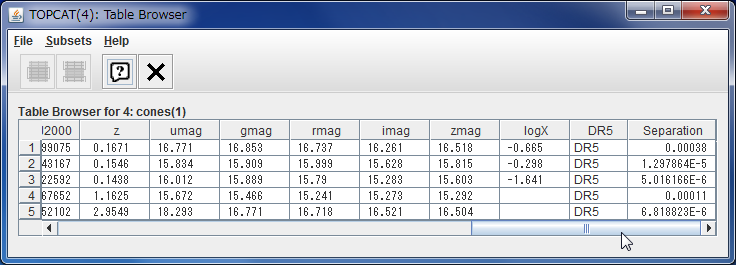 TOPCAT(4): Table Browser
File Subsets Help
Table Browser for 4: cones(1)
J2000 z umag gmag rmag imag zmag logX DR5 Separation
1 99075 0.1671 16.771 16.853 16.737 16.261 16.518 -0.665 DR5 0.00038
2 43167 0.1546 15.834 15.909 15.999 15.628 15.815 -0.298 DR5 1.297864E-5
3 22592 0.1438 16.012 15.889 15.79 15.283 15.603 -1.641 DR5 5.016166E-6
4 67652 1.1625 15.672 15.466 15.241 15.273 15.292 DR5 0.00011
5 52102 2.9549 18.293 16.771 16.718 16.521 16.504 DR5 6.818823E-6